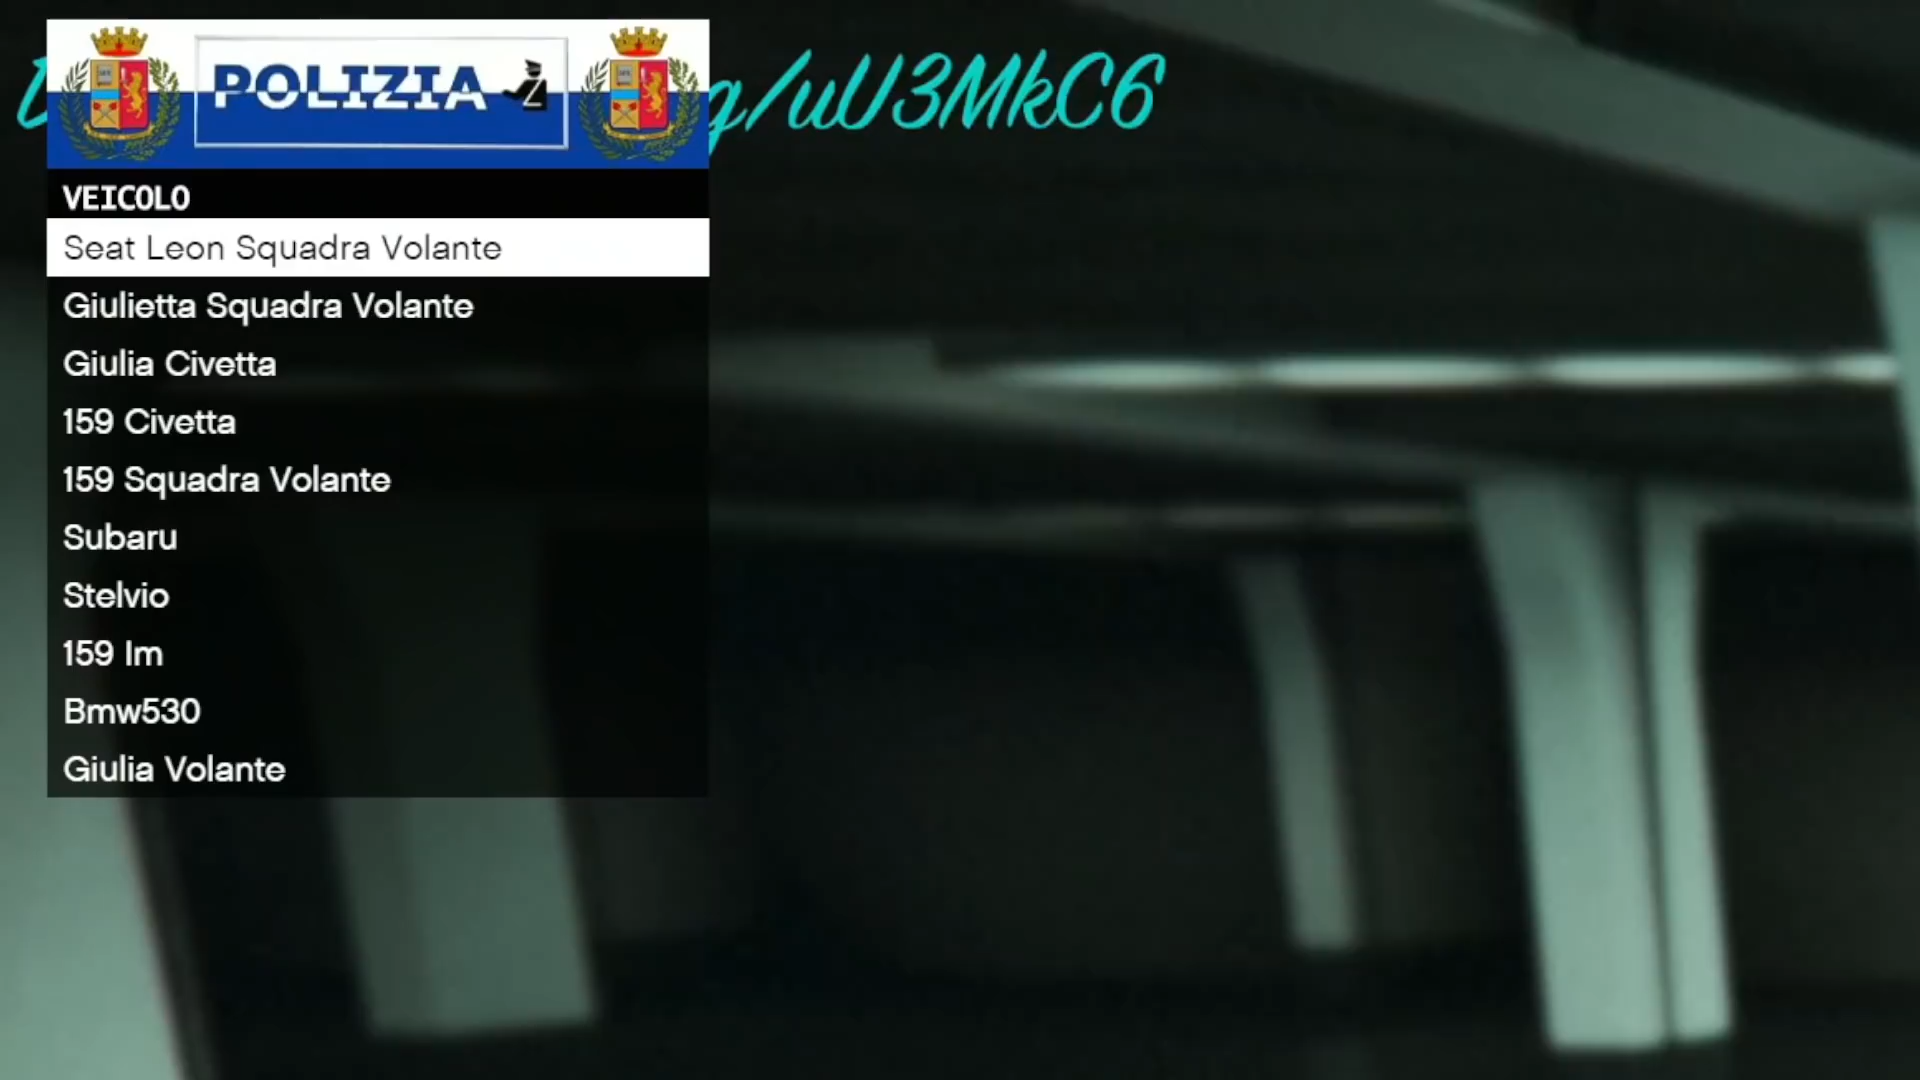 POLIZIA
g/uU3MkC6
VEICOLO
Seat Leon Squadra Volante
Giulietta Squadra Volante
Giulia Civetta
159 Civetta
159 Squadra Volante
Subaru
Stelvio
159 Im
Bmw530
Giulia Volante